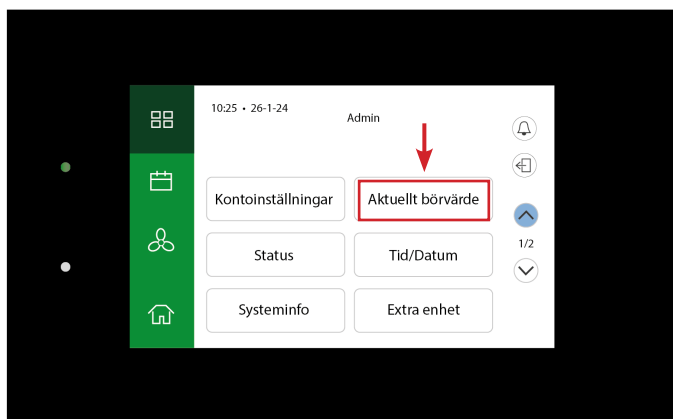 10:25 • 26-1-24
Admin
Kontoinställningar
Aktuellt börvärde
Status
Tid/Datum
1/2
Systeminfo
Extra enhet